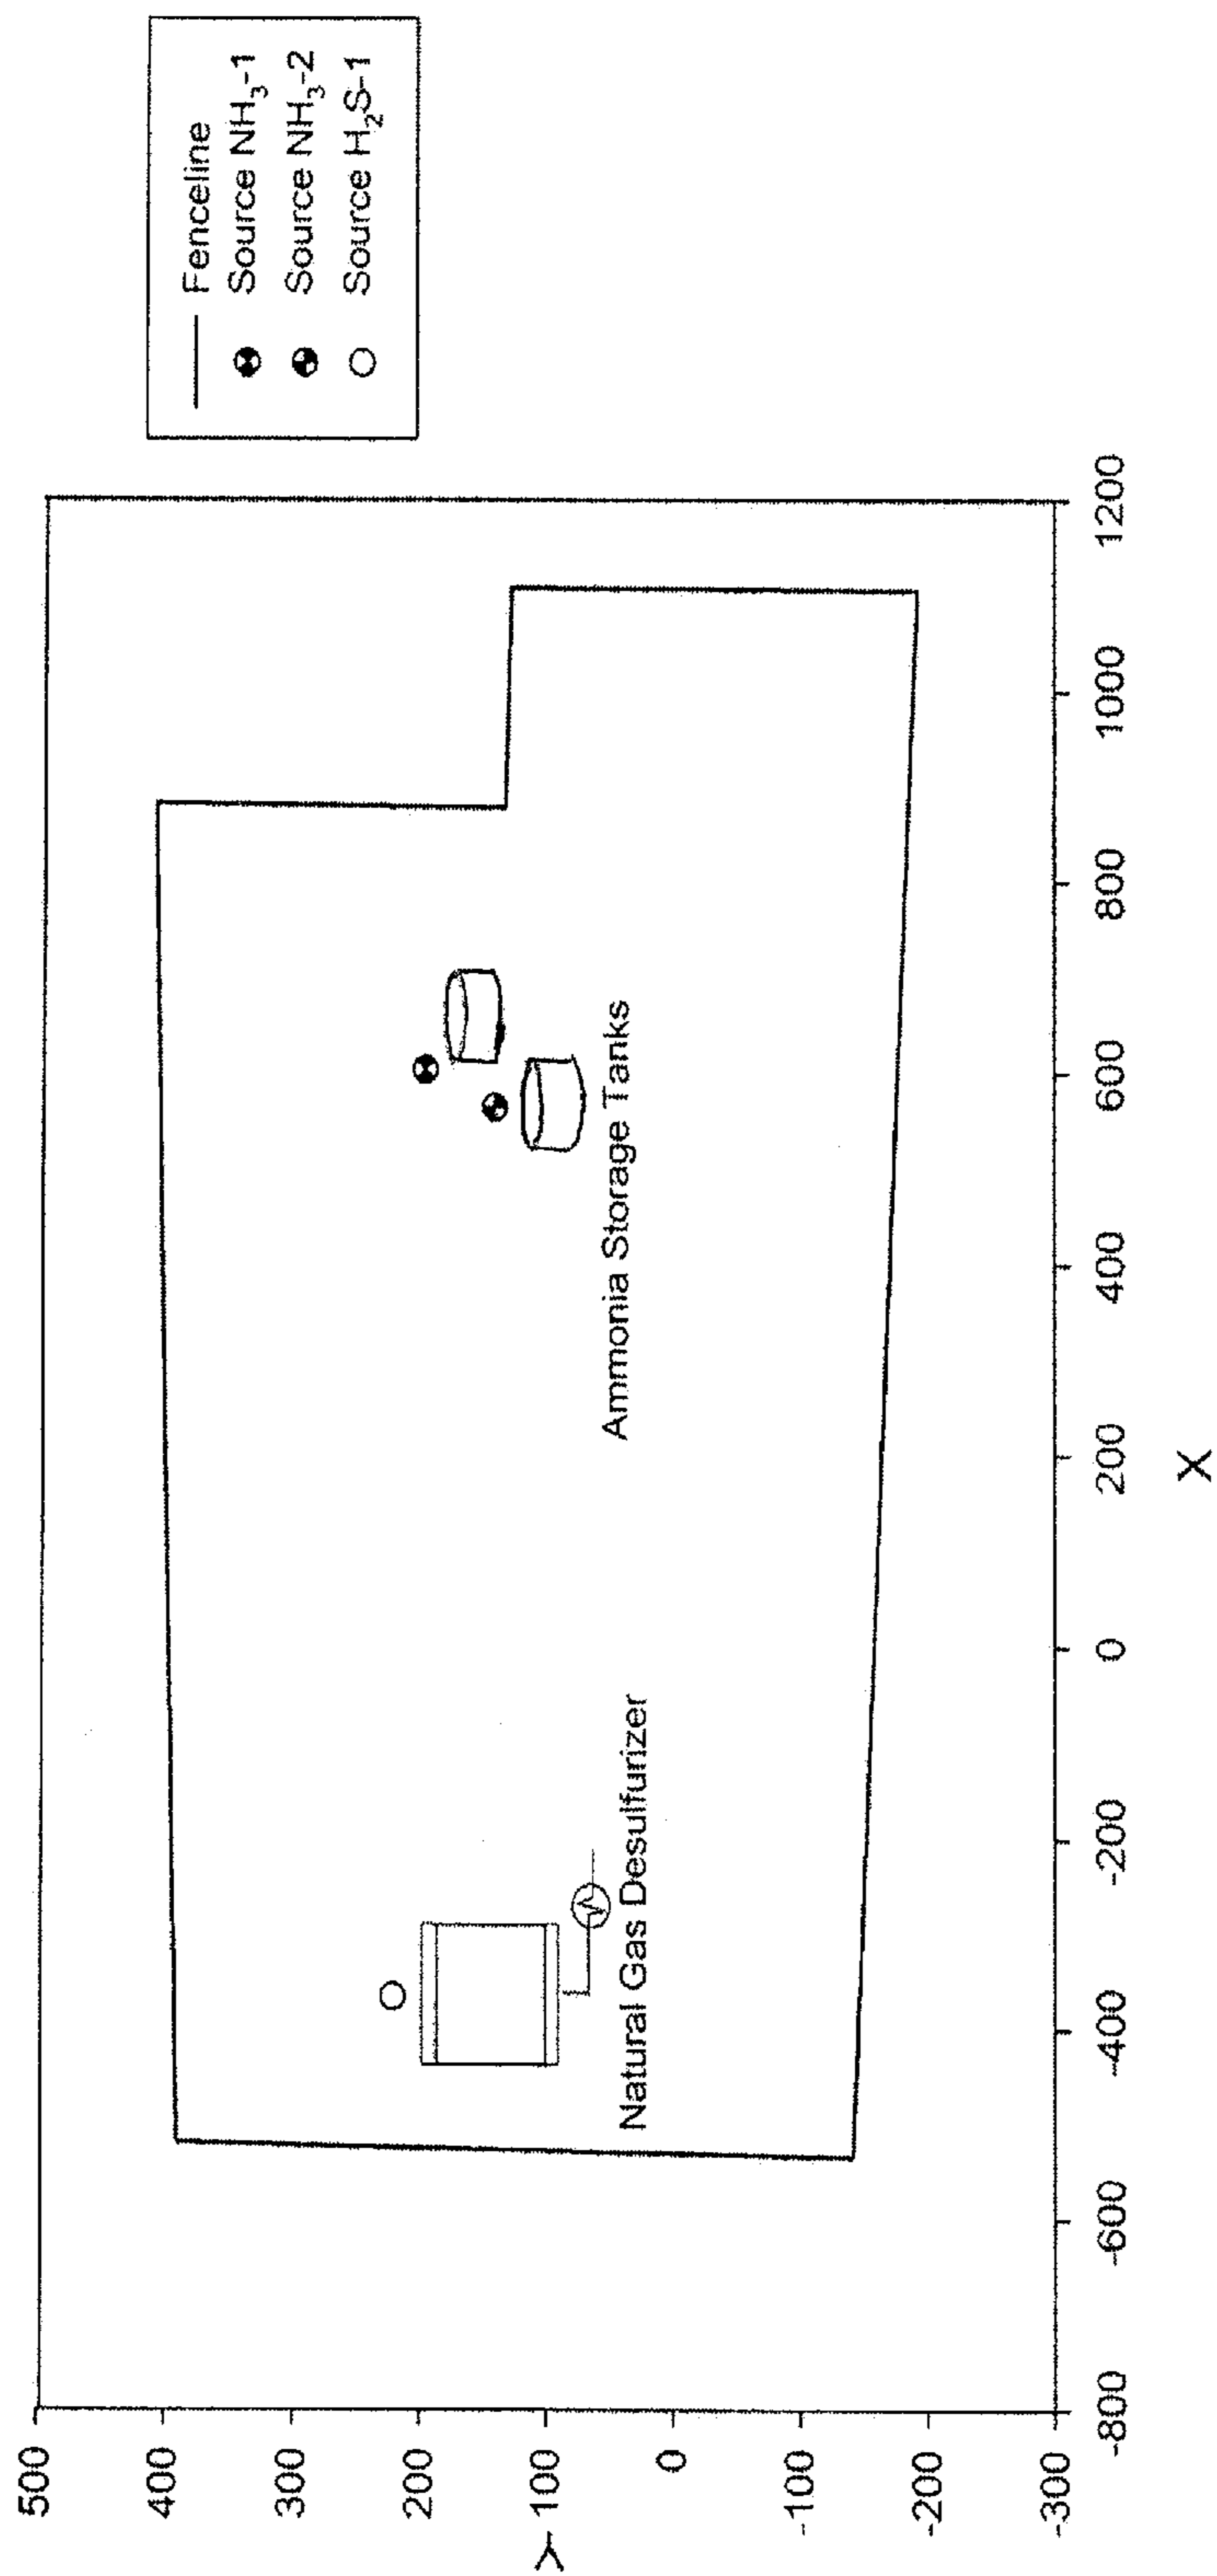 Fenceline
Source NH₃-1
Source NH₃-2
Source H₂S-1
500
400
300
200
100
0
-100
-200
-300
Y
Ammonia Storage Tanks
Natural Gas Desulfurizer
-800
-600
-400
-200
0
200
400
600
800
1000
1200
X